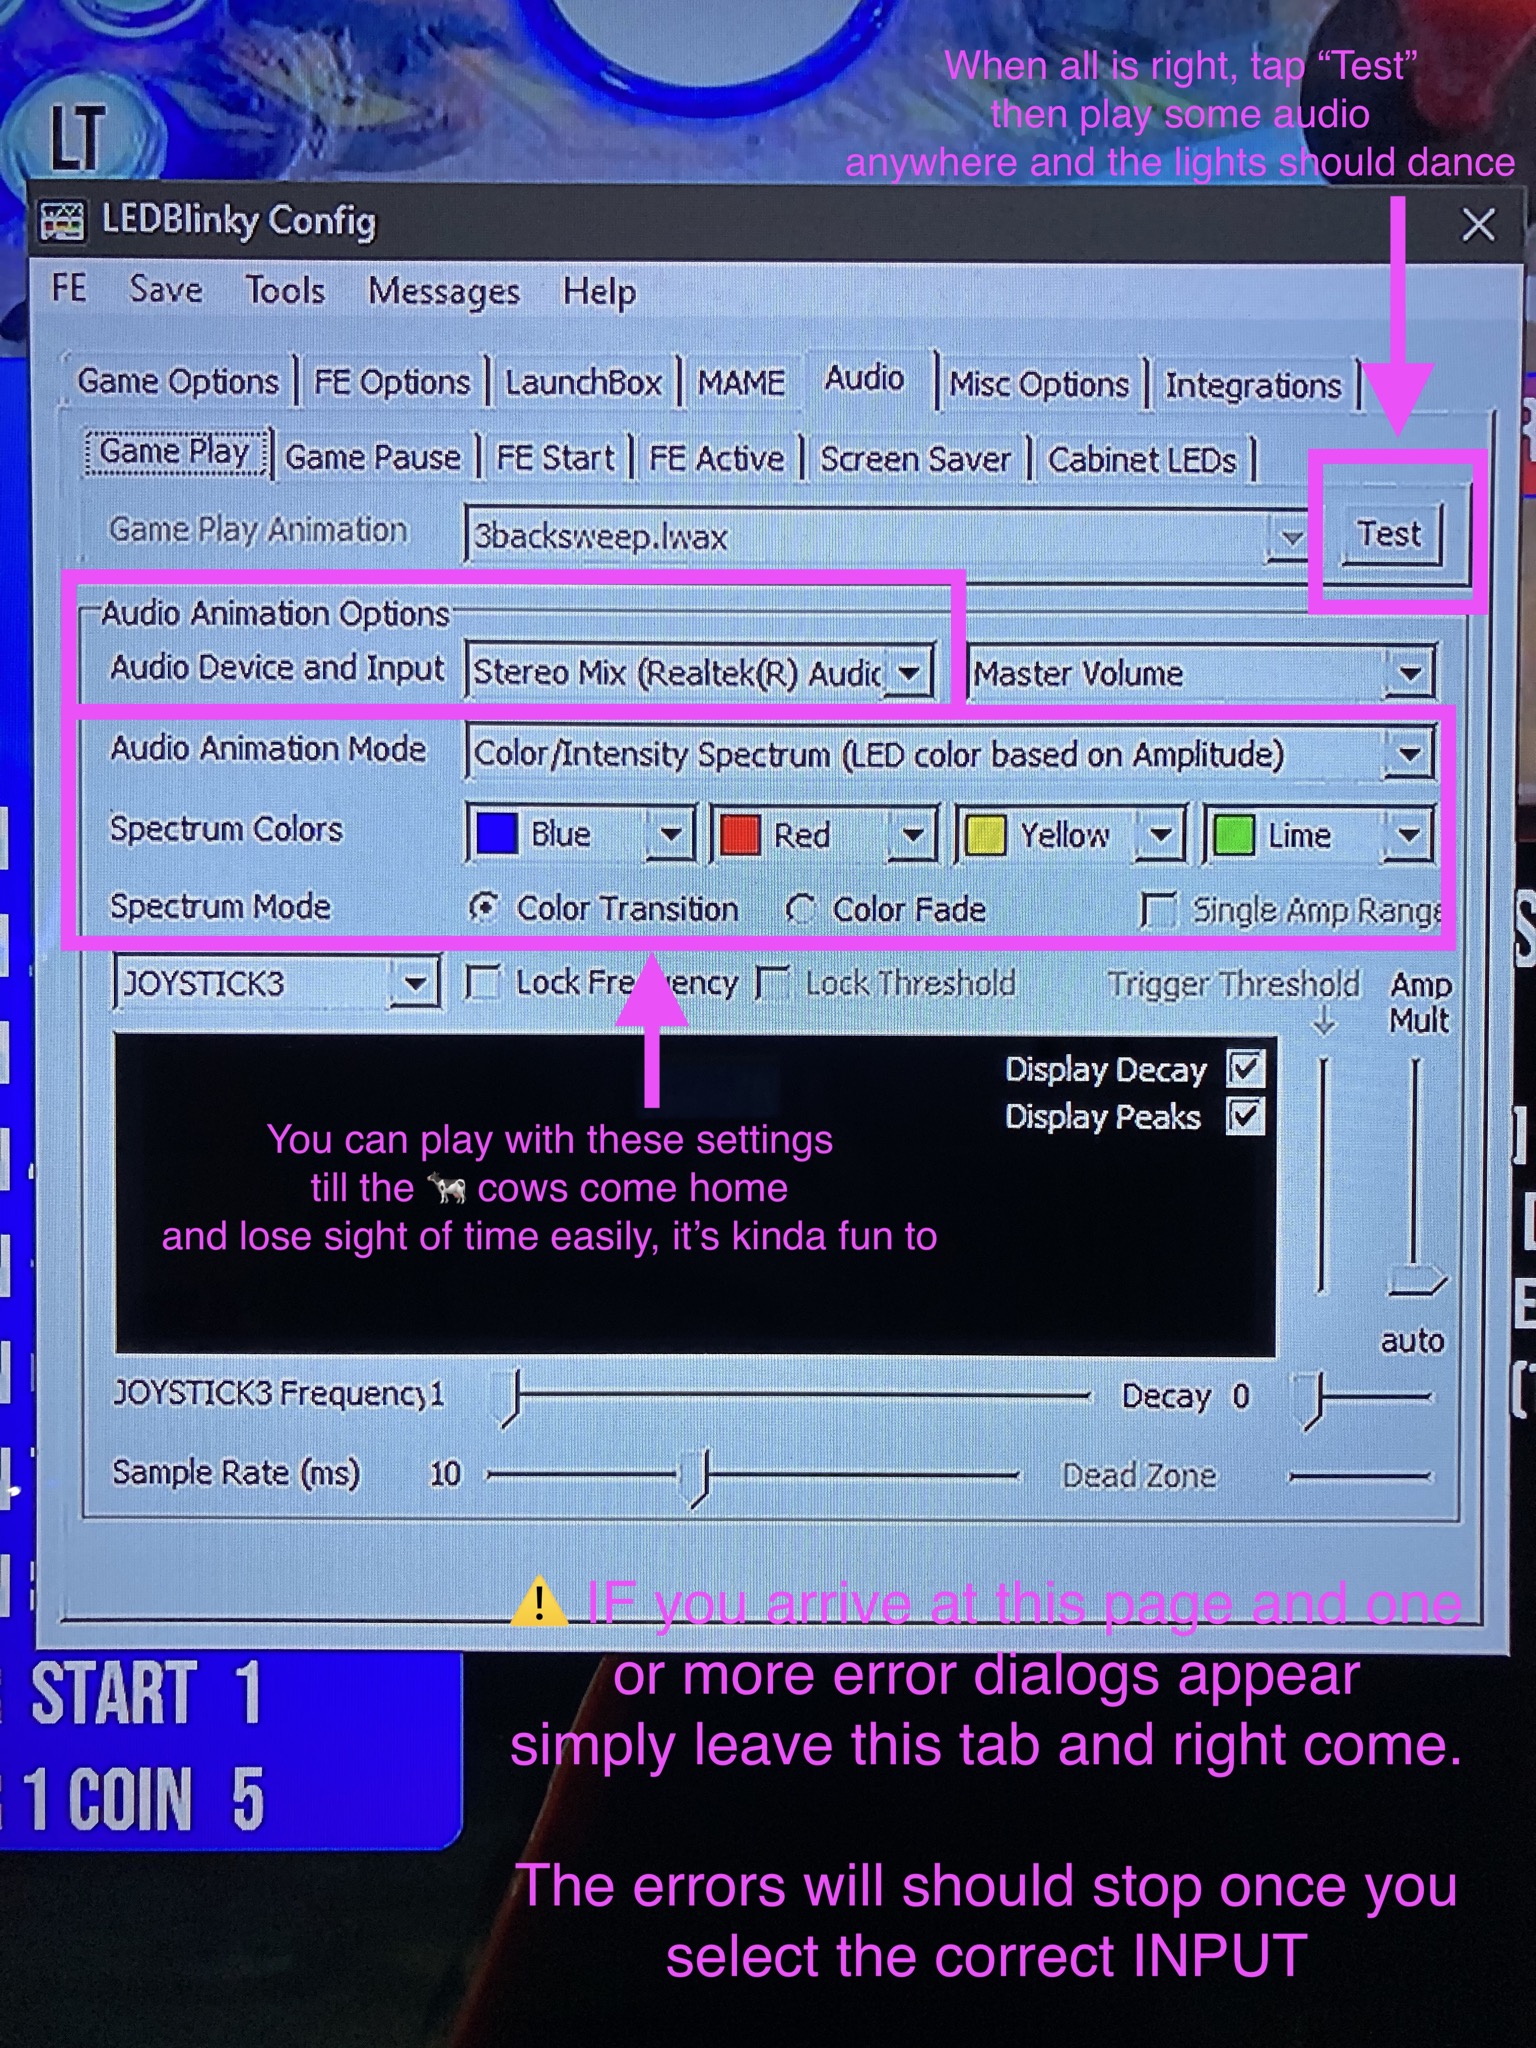 When all is right, tap “Test”
then play some audio
anywhere and the lights should dance
LT
LEDBlinky Config
FE Save Tools Messages Help
Game Options FE Options LaunchBox MAME Audio Misc Options Integrations
Game Play Game Pause FE Start FE Active Screen Saver Cabinet LEDs
Game Play Animation 3backsweep.lwax Test
Audio Animation Options
Audio Device and Input Stereo Mix (Realtek(R) Audio Master Volume
Audio Animation Mode Color/Intensity Spectrum (LED color based on Amplitude)
Spectrum Colors Blue Red Yellow Lime
Spectrum Mode Color Transition Color Fade Single Amp Range
JOYSTICK3 Lock Frequency Lock Threshold Trigger Threshold Amp
Mult
Display Decay
Display Peaks
You can play with these settings
till the 🐄 cows come home
and lose sight of time easily, it’s kinda fun to
auto
JOYSTICK3 Frequency 1 Decay 0
Sample Rate (ms) 10 Dead Zone
⚠️ IF you arrive at this page and one
or more error dialogs appear
simply leave this tab and right come.
START 1
1 COIN 5
The errors will should stop once you
select the correct INPUT